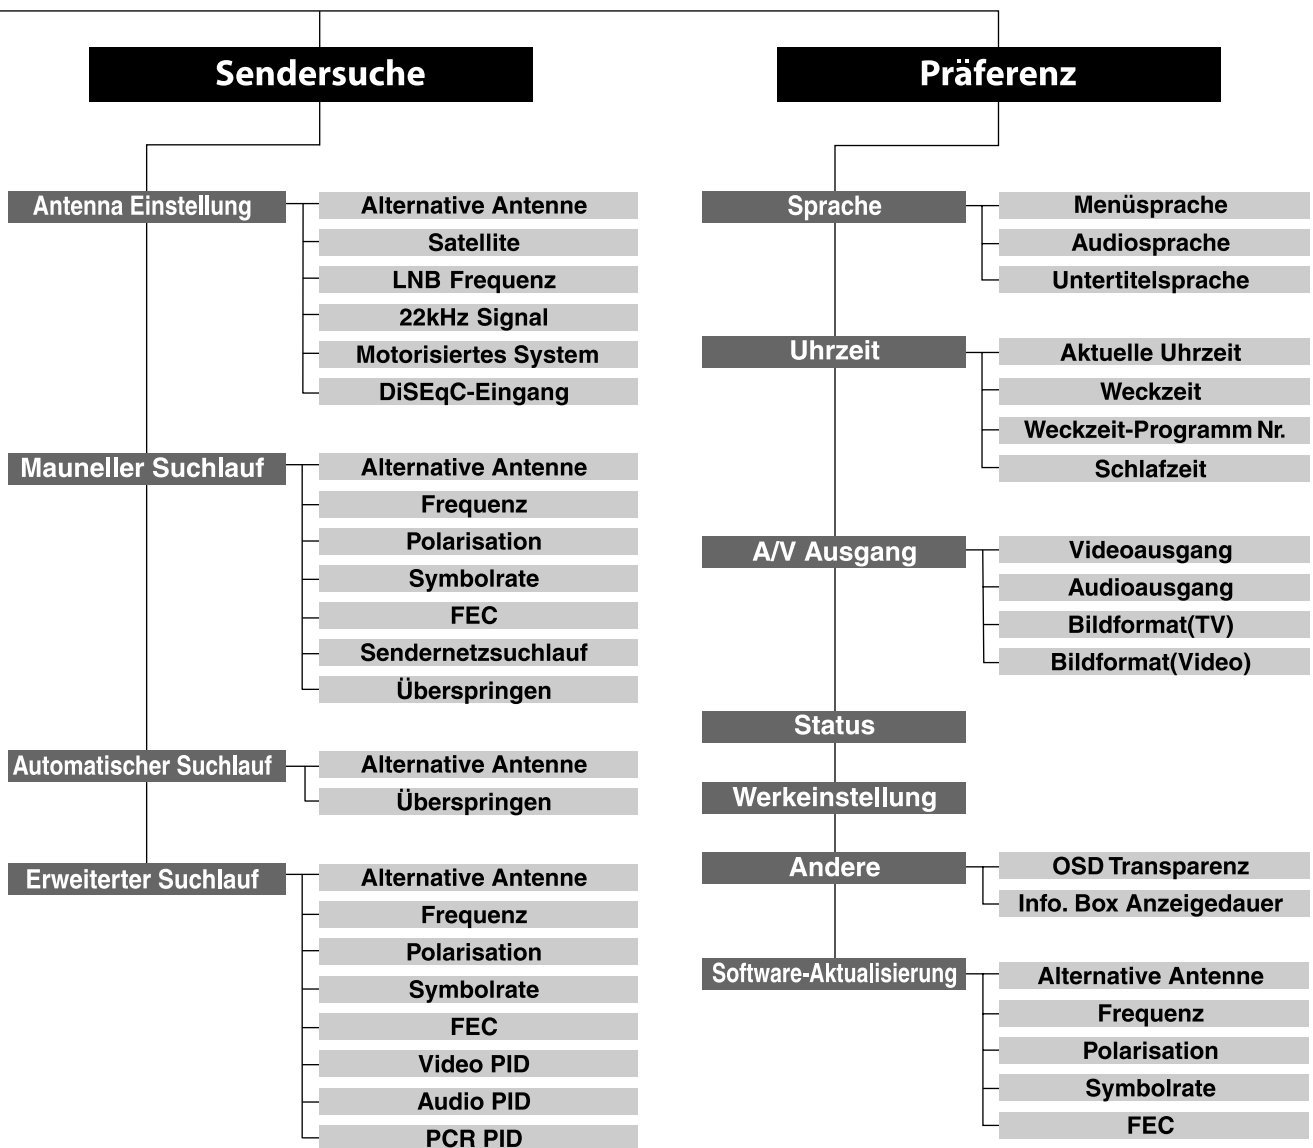 Sendersuche
Antenna Einstellung
Alternative Antenne
Satellite
LNB Frequenz
22kHz Signal
Motorisiertes System
DiSEqC-Eingang
Mauneller Suchlauf
Alternative Antenne
Frequenz
Polarisation
Symbolrate
FEC
Sendernetzsuchlauf
Überspringen
Automatischer Suchlauf
Alternative Antenne
Überspringen
Erweiterter Suchlauf
Alternative Antenne
Frequenz
Polarisation
Symbolrate
FEC
Video PID
Audio PID
PCR PID
Präferenz
Sprache
Menüsprache
Audiosprache
Untertitelsprache
Uhrzeit
Aktuelle Uhrzeit
Weckzeit
Weckzeit-Programm Nr.
Schlafzeit
A/V Ausgang
Videoausgang
Audioausgang
Bildformat(TV)
Bildformat(Video)
Status
Werkeinstellung
Andere
OSD Transparenz
Info. Box Anzeigedauer
Software-Aktualisierung
Alternative Antenne
Frequenz
Polarisation
Symbolrate
FEC